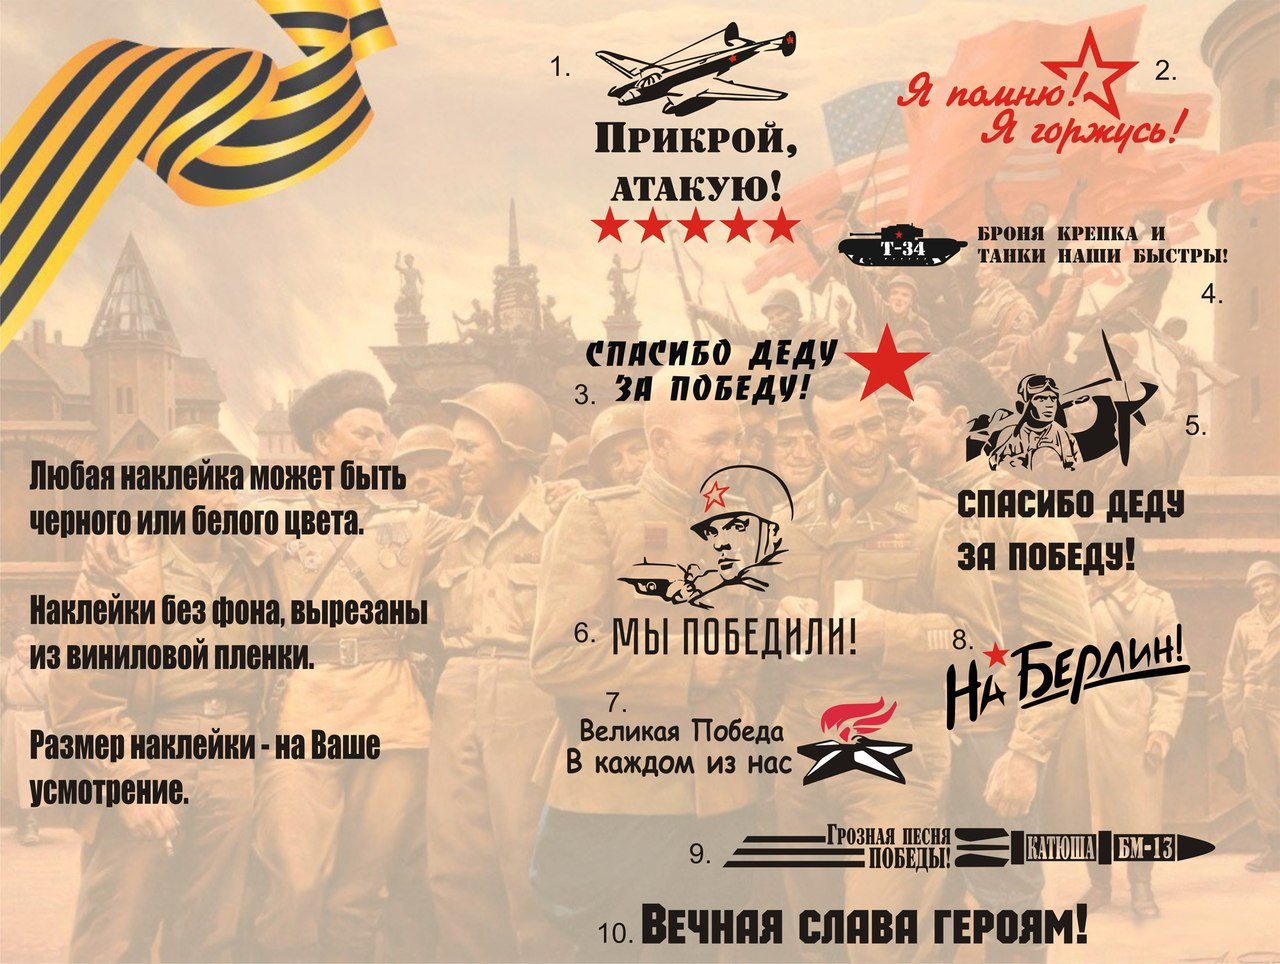 1.
Прикрой,
атакую!
2.
Я помню!
Я горжусь!
Т-34
БРОНЯ КРЕПКА И
ТАНКИ НАШИ БЫСТРЫ!
4.
СПАСИБО ДЕДУ
ЗА ПОБЕДУ!
3.
5.
СПАСИБО ДЕДУ
ЗА ПОБЕДУ!
Любая наклейка может быть
черного или белого цвета.
Наклейки без фона, вырезаны
из виниловой пленки.
Размер наклейки - на Ваше
усмотрение.
6.
МЫ ПОБЕДИЛИ!
8.
На Берлин!
7.
Великая Победа
В каждом из нас
9.
Грозная песня
победы!
КАТЮША БМ-13
10.
Вечная слава героям!